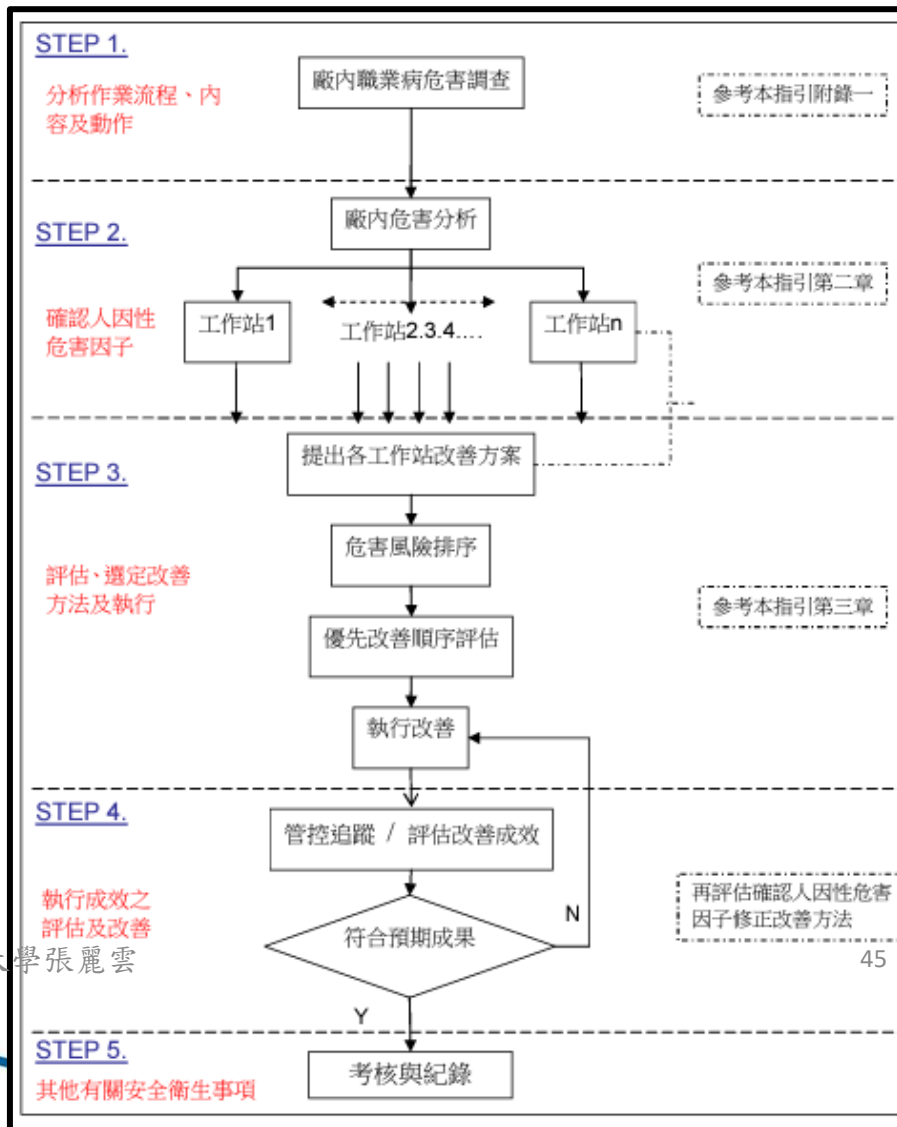 STEP 1.
分析作業流程、內
容及動作
廠內職業病危害調查
參考本指引附錄一
STEP 2.
確認人因性
危害因子
廠內危害分析
工作站1
工作站2.3.4....
工作站n
參考本指引第二章
STEP 3.
評估、選定改善
方法及執行
提出各工作站改善方案
危害風險排序
優先改善順序評估
執行改善
參考本指引第三章
STEP 4.
執行成效之
評估及改善
管控追蹤 / 評估改善成效
符合預期成果
N
Y
再評估確認人因性危害
因子修正改善方法
學張麗雲
45
STEP 5.
其他有關安全衛生事項
考核與紀錄